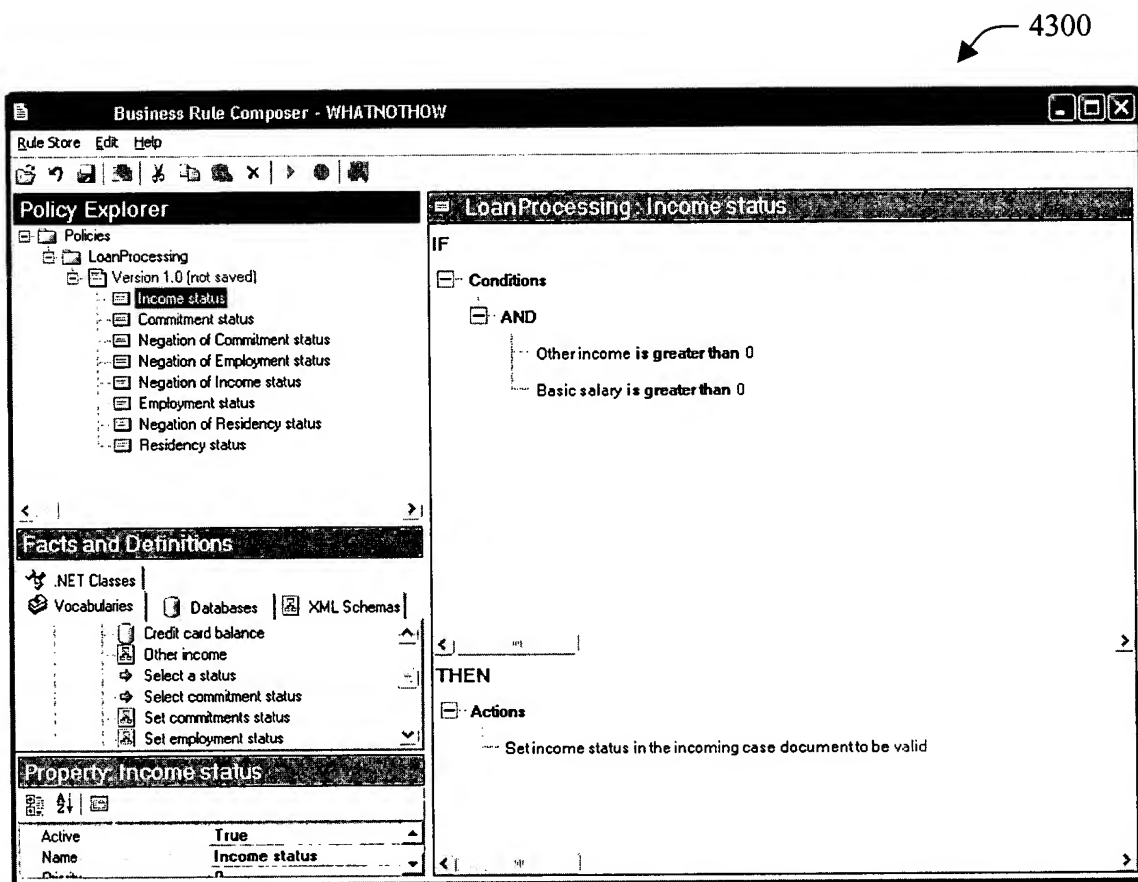 4300
Business Rule Composer - WHATNOTHOW
Rule Store Edit Help
Policy Explorer
Policies
LoanProcessing
Version 1.0 (not saved)
Income status
Commitment status
Negation of Commitment status
Negation of Employment status
Negation of Income status
Employment status
Negation of Residency status
Residency status
Facts and Definitions
.NET Classes
Vocabularies Databases XML Schemas
Credit card balance
Other income
Select a status
Select commitment status
Set commitments status
Set employment status
Property: Income status
Active True
Name Income status
LoanProcessing : Income status
IF
Conditions
AND
Other income is greater than 0
Basic salary is greater than 0
THEN
Actions
Set income status in the incoming case document to be valid